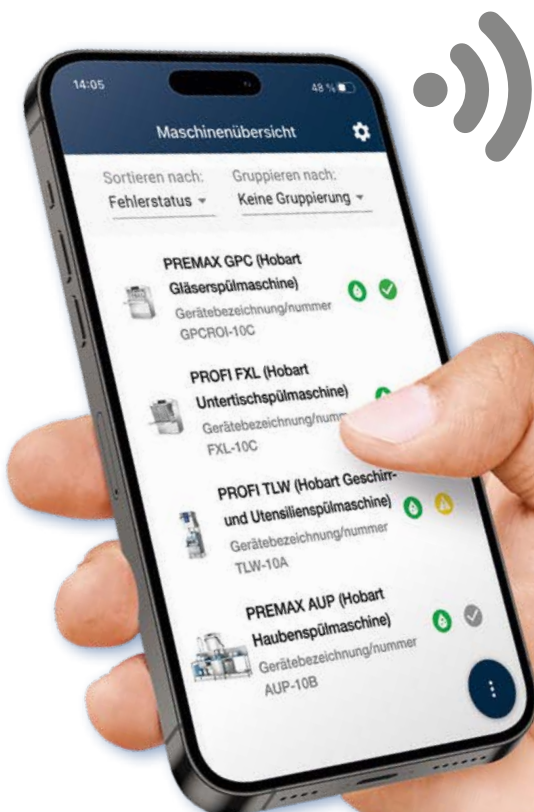 14:05
48 %
Maschinenübersicht
Sortieren nach:
Gruppieren nach:
Fehlerstatus
Keine Gruppierung
PREMAX GPC (Hobart
Gläserspülmaschine)
Gerätebezeichnung/nummer
GPCROI-10C
PROFI FXL (Hobart
Untertischspülmaschine)
Gerätebezeichnung/numm
FXL-10C
PROFI TLW (Hobart Geschirr-
und Utensilienspülmaschine)
Gerätebezeichnung/nummer
TLW-10A
PREMAX AUP (Hobart
Haubenspülmaschine)
Gerätebezeichnung/nummer
AUP-10B